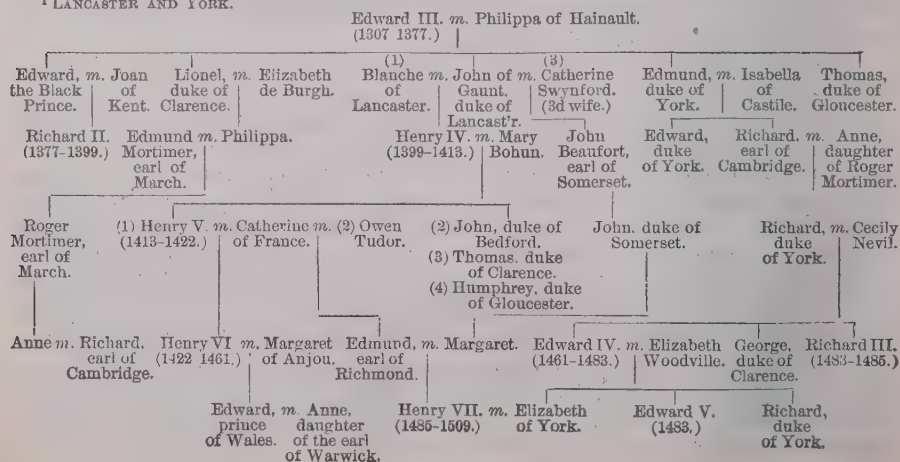 ¹ LANCASTER AND YORK.
Edward III. m. Philippa of Hainault.
(1307 1377.)
(1) (3)
Edward, m. Joan Lionel, m. Elizabeth Blanche m. John of m. Catherine Edmund, m. Isabella Thomas,
the Black of duke of de Burgh. of Gaunt, Swynford. duke of of duke of
Prince. Kent. Clarence. Lancaster. duke of (3d wife.) York. Castile. Gloucester.
Lancast'r.
Richard II. Edmund m. Philippa. Henry IV. m. Mary John Edward, Richard. m. Anne,
(1377-1399.) Mortimer, (1399-1413.) Bohun. Beaufort, duke earl of daughter
earl of earl of of York. Cambridge. of Roger
March. Somerset. Mortimer.
Roger (1) Henry V. m. Catherine m. (2) Owen (2) John, duke of John. duke of Richard, m. Cecily
Mortimer, (1413-1422.) of France. Tudor. Bedford. Somerset. duke Nevil.
earl of (3) Thomas. duke of York.
March. of Clarence.
(4) Humphrey, duke
of Gloucester.
Anne m. Richard, Henry VI m. Margaret Edmund, m. Margaret. Edward IV. m. Elizabeth George, Richard III.
earl of (1422 1461.) of Anjou. earl of (1461-1483.) Woodville. duke of (1483-1485.)
Cambridge. Richmond. Clarence.
Edward, m. Anne, Henry VII. m. Elizabeth Edward V. Richard,
prince daughter (1485-1509.) of York. (1483.) duke
of Wales. of the earl of York.
of Warwick.